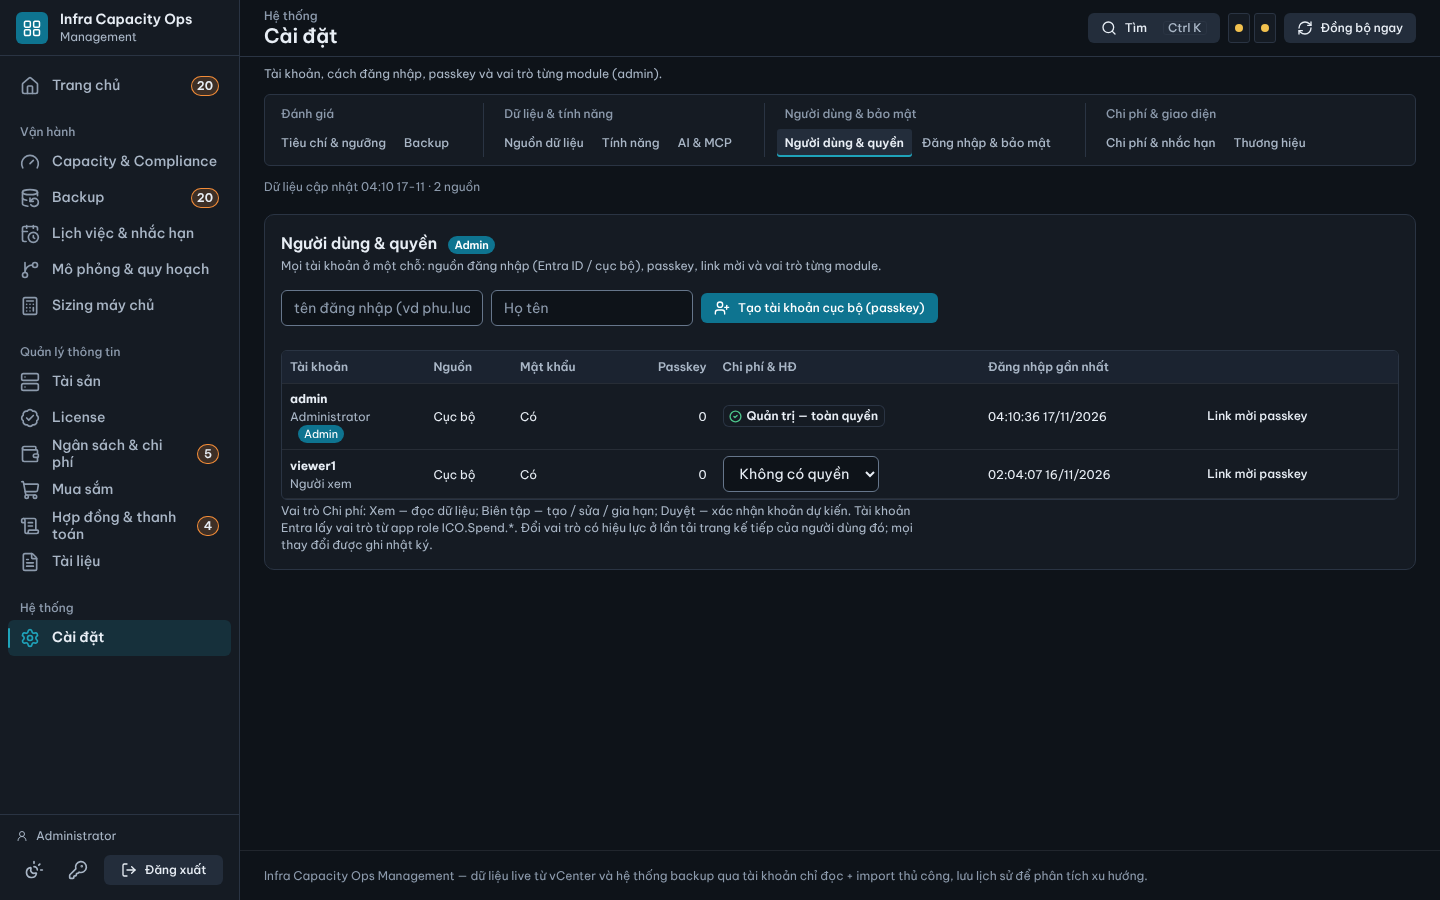 Infra Capacity Ops
Management
Trang chủ 20
Vận hành
Capacity & Compliance
Backup 20
Lịch việc & nhắc hạn
Mô phỏng & quy hoạch
Sizing máy chủ
Quản lý thông tin
Tài sản
License
Ngân sách & chi
phí 5
Mua sắm
Hợp đồng & thanh
toán 4
Tài liệu
Hệ thống
Cài đặt
Administrator
Đăng xuất
Hệ thống
Cài đặt
Tìm Ctrl K
Đồng bộ ngay
Tài khoản, cách đăng nhập, passkey và vai trò từng module (admin).
Đánh giá
Tiêu chí & ngưỡng Backup
Dữ liệu & tính năng
Nguồn dữ liệu Tính năng AI & MCP
Người dùng & bảo mật
Người dùng & quyền Đăng nhập & bảo mật
Chi phí & giao diện
Chi phí & nhắc hạn Thương hiệu
Dữ liệu cập nhật 04:10 17-11 · 2 nguồn
Người dùng & quyền Admin
Mọi tài khoản ở một chỗ: nguồn đăng nhập (Entra ID / cục bộ), passkey, link mời và vai trò từng module.
tên đăng nhập (vd phu.luc Họ tên Tạo tài khoản cục bộ (passkey)
Tài khoản Nguồn Mật khẩu Passkey Chi phí & HĐ Đăng nhập gần nhất
admin
Administrator
Admin
Cục bộ Có 0 Quản trị — toàn quyền 04:10:36 17/11/2026 Link mời passkey
viewer1
Người xem
Cục bộ Có 0 Không có quyền 02:04:07 16/11/2026 Link mời passkey
Vai trò Chi phí: Xem — đọc dữ liệu; Biên tập — tạo / sửa / gia hạn; Duyệt — xác nhận khoản dự kiến. Tài khoản
Entra lấy vai trò từ app role ICO.Spend.*. Đổi vai trò có hiệu lực ở lần tải trang kế tiếp của người dùng đó; mọi
thay đổi được ghi nhật ký.
Infra Capacity Ops Management — dữ liệu live từ vCenter và hệ thống backup qua tài khoản chỉ đọc + import thủ công, lưu lịch sử để phân tích xu hướng.